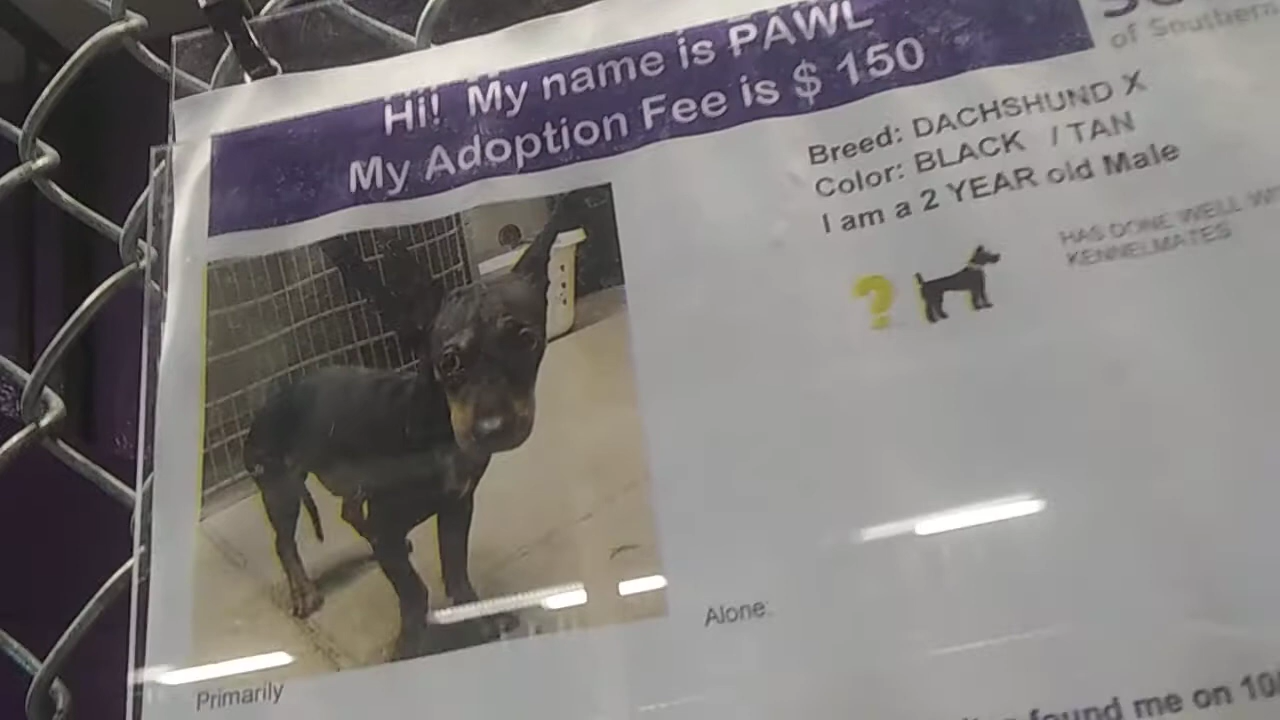 Hi! My name is PAWL
My Adoption Fee is $ 150
of Southern
Breed: DACHSHUND X
Color: BLACK / TAN
I am a 2 YEAR old Male
?
HAS DONE WELL
KENNELMATES
Alone:
Primarily
found me on 10